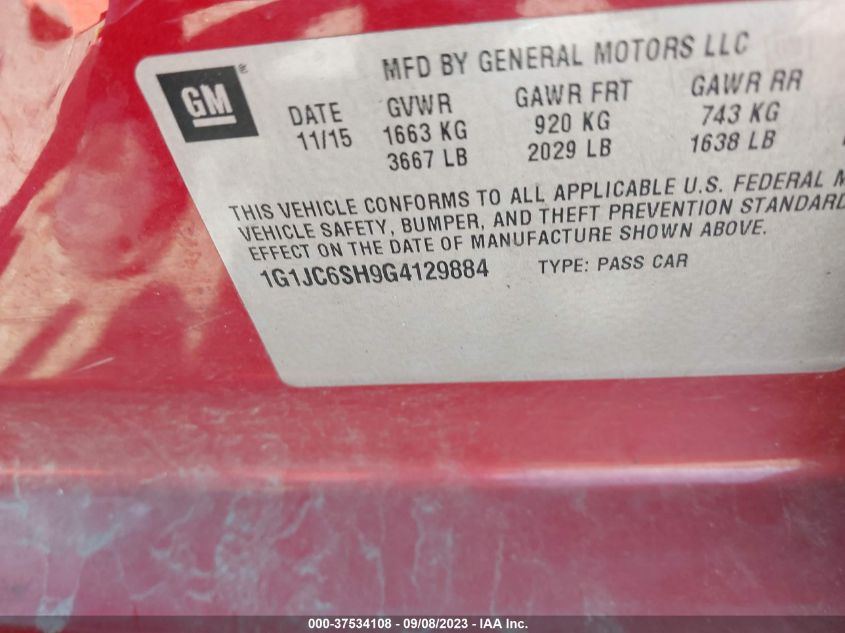 GM ®
MFD BY GENERAL MOTORS LLC
DATE GVWR GAWR FRT GAWR RR
11/15 1663 KG 920 KG 743 KG
3667 LB 2029 LB 1638 LB
THIS VEHICLE CONFORMS TO ALL APPLICABLE U.S. FEDERAL M
VEHICLE SAFETY, BUMPER, AND THEFT PREVENTION STANDARD
EFFECT ON THE DATE OF MANUFACTURE SHOWN ABOVE.
1G1JC6SH9G4129884 TYPE: PASS CAR
000-37534108 - 09/08/2023 - © IAA Inc.